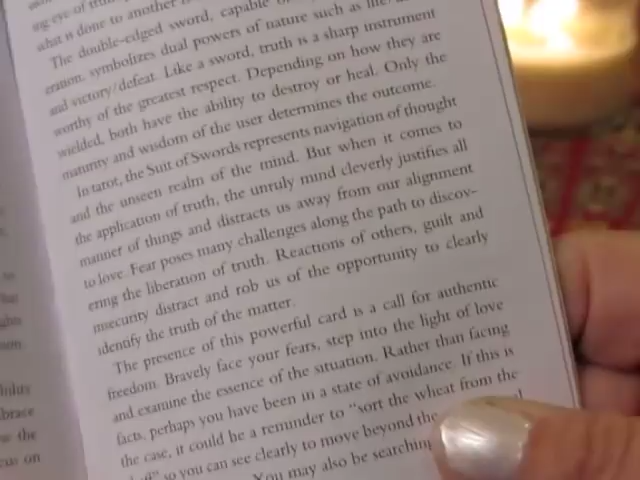 ing eye of
what is done to another
The double-edged sword, capable
symbolizes dual powers of nature such as life/
and victory/defeat. Like a sword, truth is a sharp instrument
worthy of the greatest respect. Depending on how they are
wielded, both have the ability to destroy or heal. Only the
maturity and wisdom of the user determines the outcome.
In tarot, the Suit of Swords represents navigation of thought
and the unseen realm of the mind. But when it comes to
the application of truth, the unruly mind cleverly justifies all
manner of things and distracts us away from our alignment
to love. Fear poses many challenges along the path to discov-
ering the liberation of truth. Reactions of others, guilt and
insecurity distract and rob us of the opportunity to clearly
identify the truth of the matter.
The presence of this powerful card is a call for authentic
freedom. Bravely face your fears, step into the light of love
and examine the essence of the situation. Rather than facing
facts, perhaps you have been in a state of avoidance. If this is
the case, it could be a reminder to "sort the wheat from the
so you can see clearly to move beyond the
You may also be searching
the
on